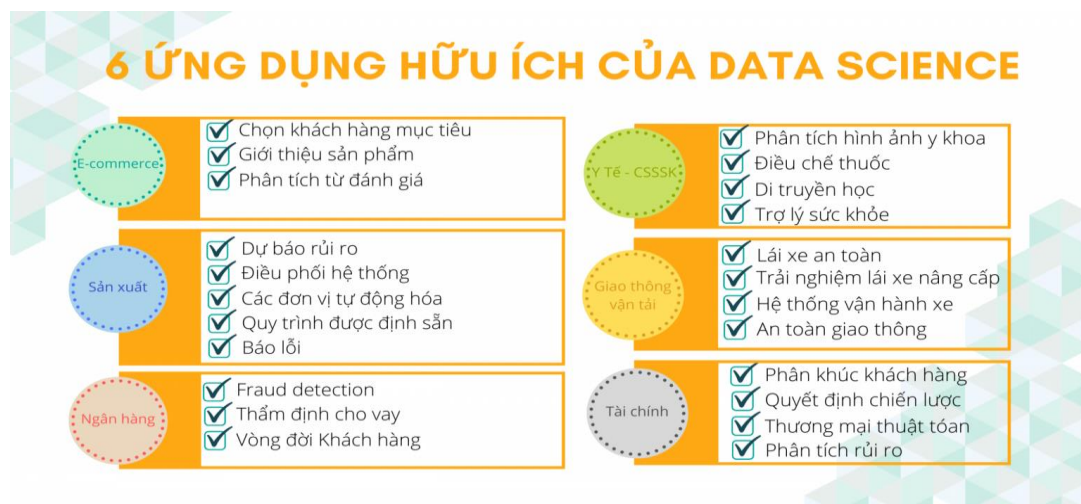 6 ỨNG DỤNG HỮU ÍCH CỦA DATA SCIENCE
E-commerce
Chọn khách hàng mục tiêu
Giới thiệu sản phẩm
Phân tích từ đánh giá
Sản xuất
Dự báo rủi ro
Điều phối hệ thống
Các đơn vị tự động hóa
Quy trình được định sẵn
Báo lỗi
Ngân hàng
Fraud detection
Thẩm định cho vay
Vòng đời Khách hàng
Y Tế - CSSSK
Phân tích hình ảnh y khoa
Điều chế thuốc
Di truyền học
Trợ lý sức khỏe
Giao thông
vận tải
Lái xe an toàn
Trải nghiệm lái xe nâng cấp
Hệ thống vận hành xe
An toàn giao thông
Tài chính
Phân khúc khách hàng
Quyết định chiến lược
Thương mại thuật tóan
Phân tích rủi ro